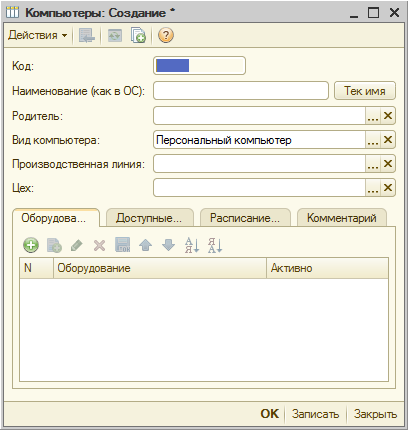 Компьютеры: Создание *
Действия
Код:
Наименование (как в ОС): Тек имя
Родитель: ...
Вид компьютера: Персональный компьютер ...
Производственная линия: ...
Цех: ...
Оборудова... Доступные... Расписание... Комментарий
N Оборудование Активно
OK Записать Закрыть